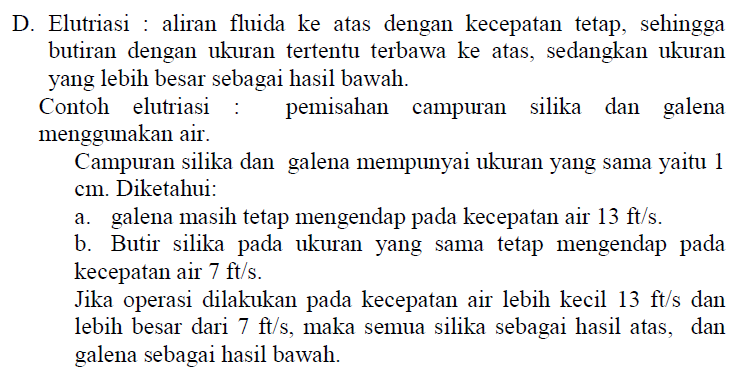 D. Elutriasi : aliran fluida ke atas dengan kecepatan tetap, sehingga
butiran dengan ukuran tertentu terbawa ke atas, sedangkan ukuran
yang lebih besar sebagai hasil bawah.
Contoh elutriasi : pemisahan campuran silika dan galena
menggunakan air.
Campuran silika dan galena mempunyai ukuran yang sama yaitu 1
cm. Diketahui:
a. galena masih tetap mengendap pada kecepatan air 13 ft/s.
b. Butir silika pada ukuran yang sama tetap mengendap pada
kecepatan air 7 ft/s.
Jika operasi dilakukan pada kecepatan air lebih kecil 13 ft/s dan
lebih besar dari 7 ft/s, maka semua silika sebagai hasil atas, dan
galena sebagai hasil bawah.